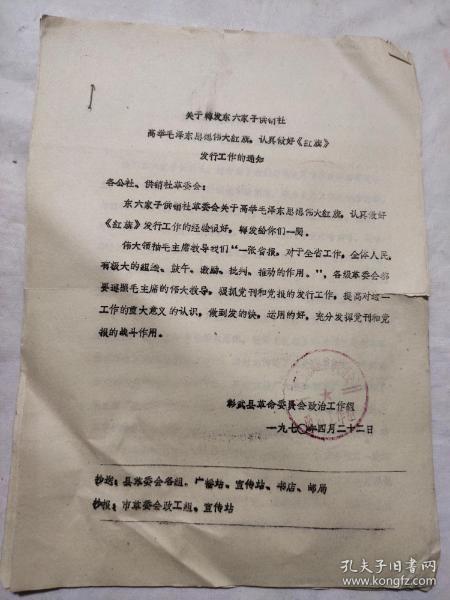 关于转发东六家子供销社
高举毛泽东思想伟大红旗，认真做好《红旗》
发行工作的通知
各公社、供销社革委会：
东六家子供销社革委会关于高举毛泽东思想伟大红旗，认真做好
《红旗》发行工作的经验很好，转发给你们一阅。
伟大领袖毛主席教导我们“一张省报，对于全省工作，全体人民，
有极大的组织、鼓午、激励、批判、推动的作用。”，各级革委会都
要遵照毛主席的伟大教导，狠抓党刊和党报的发行工作，提高对这一
工作的重大意义的认识，做到发的快，运用的好，充分发挥党刊和党
报的战斗作用。
彰武县革命委员会政治工作组
一九七〇年四月二十二日
抄送：县革委会各组，广播站、宣传站、书店、邮局
抄报：市革委会政工组，宣传站
孔夫子旧书网
www.kongfz.com